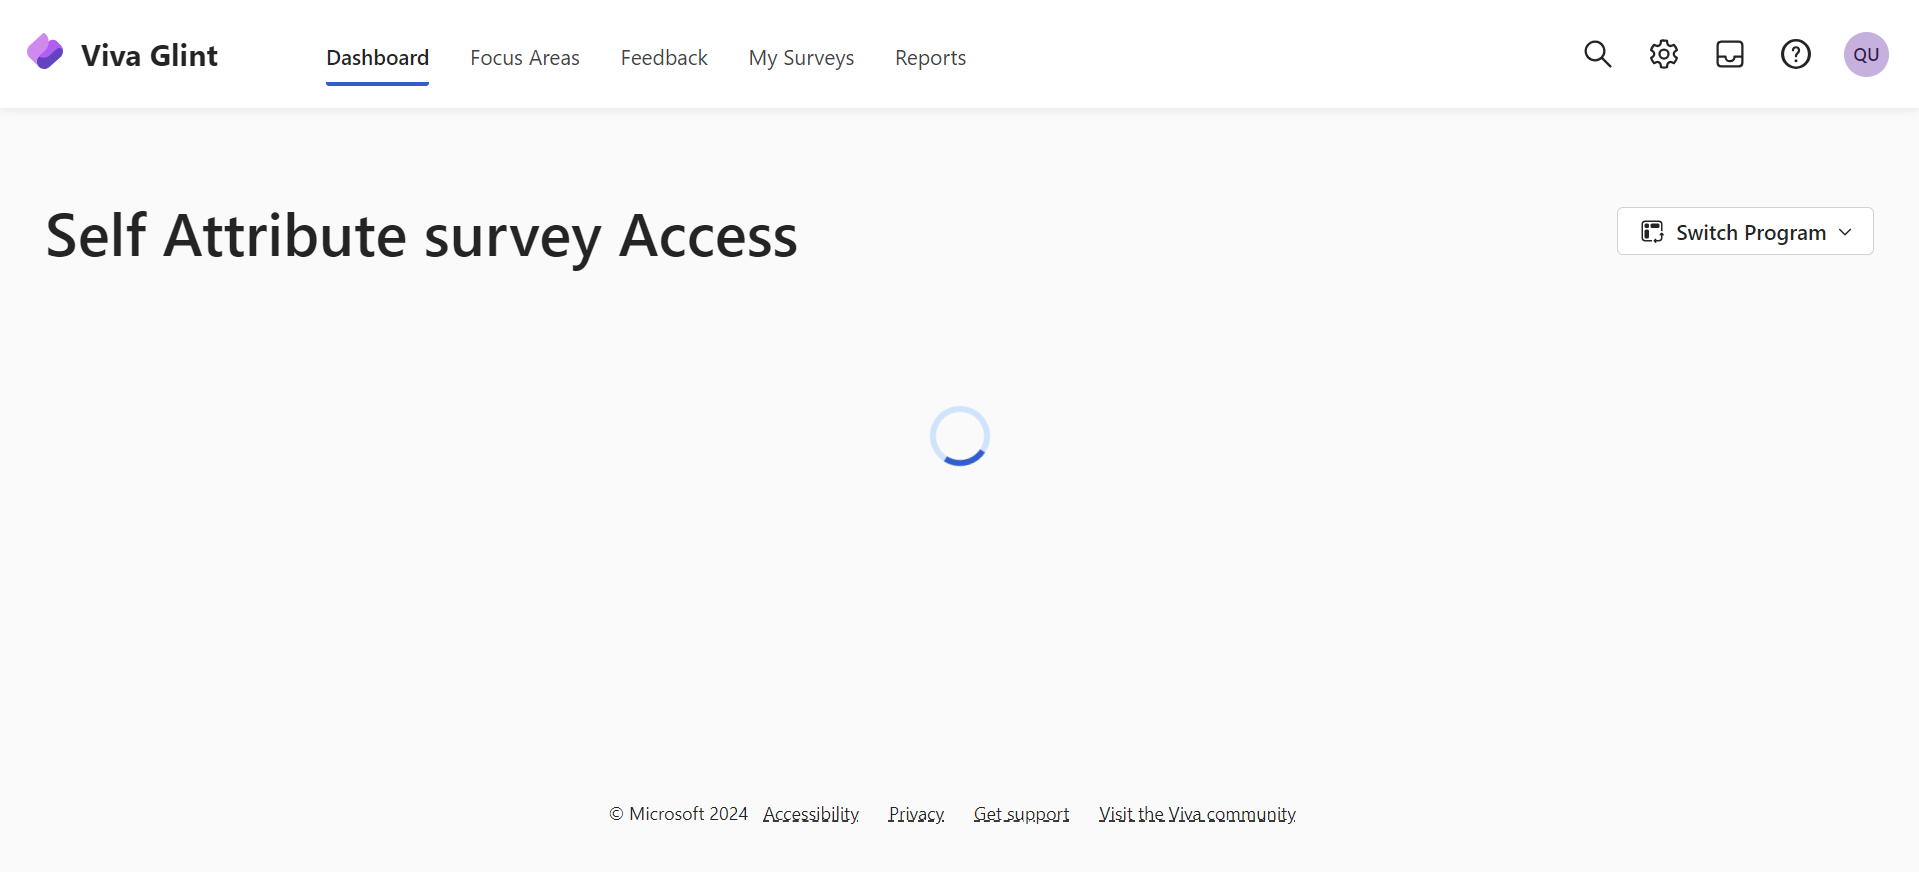 Viva Glint
Dashboard Focus Areas Feedback My Surveys Reports
QU
Self Attribute survey Access
Switch Program
© Microsoft 2024 Accessibility Privacy Get support Visit the Viva community